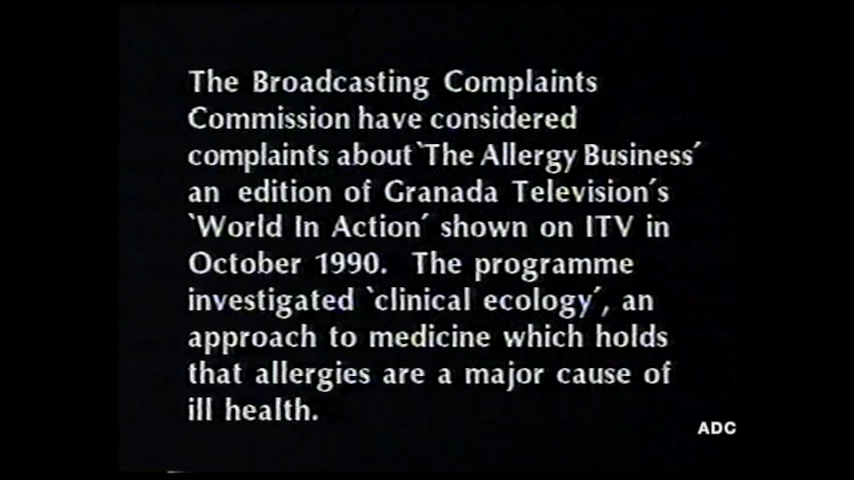 The Broadcasting Complaints
Commission have considered
complaints about `The Allergy Business´
an edition of Granada Television´s
`World In Action´ shown on ITV in
October 1990. The programme
investigated `clinical ecology´, an
approach to medicine which holds
that allergies are a major cause of
ill health.
ADC